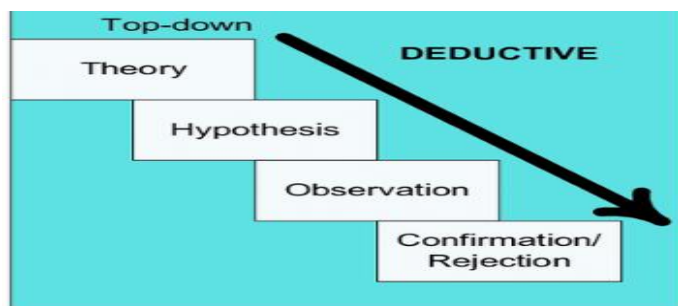 Top-down
DEDUCTIVE
Theory
Hypothesis
Observation
Confirmation/
Rejection